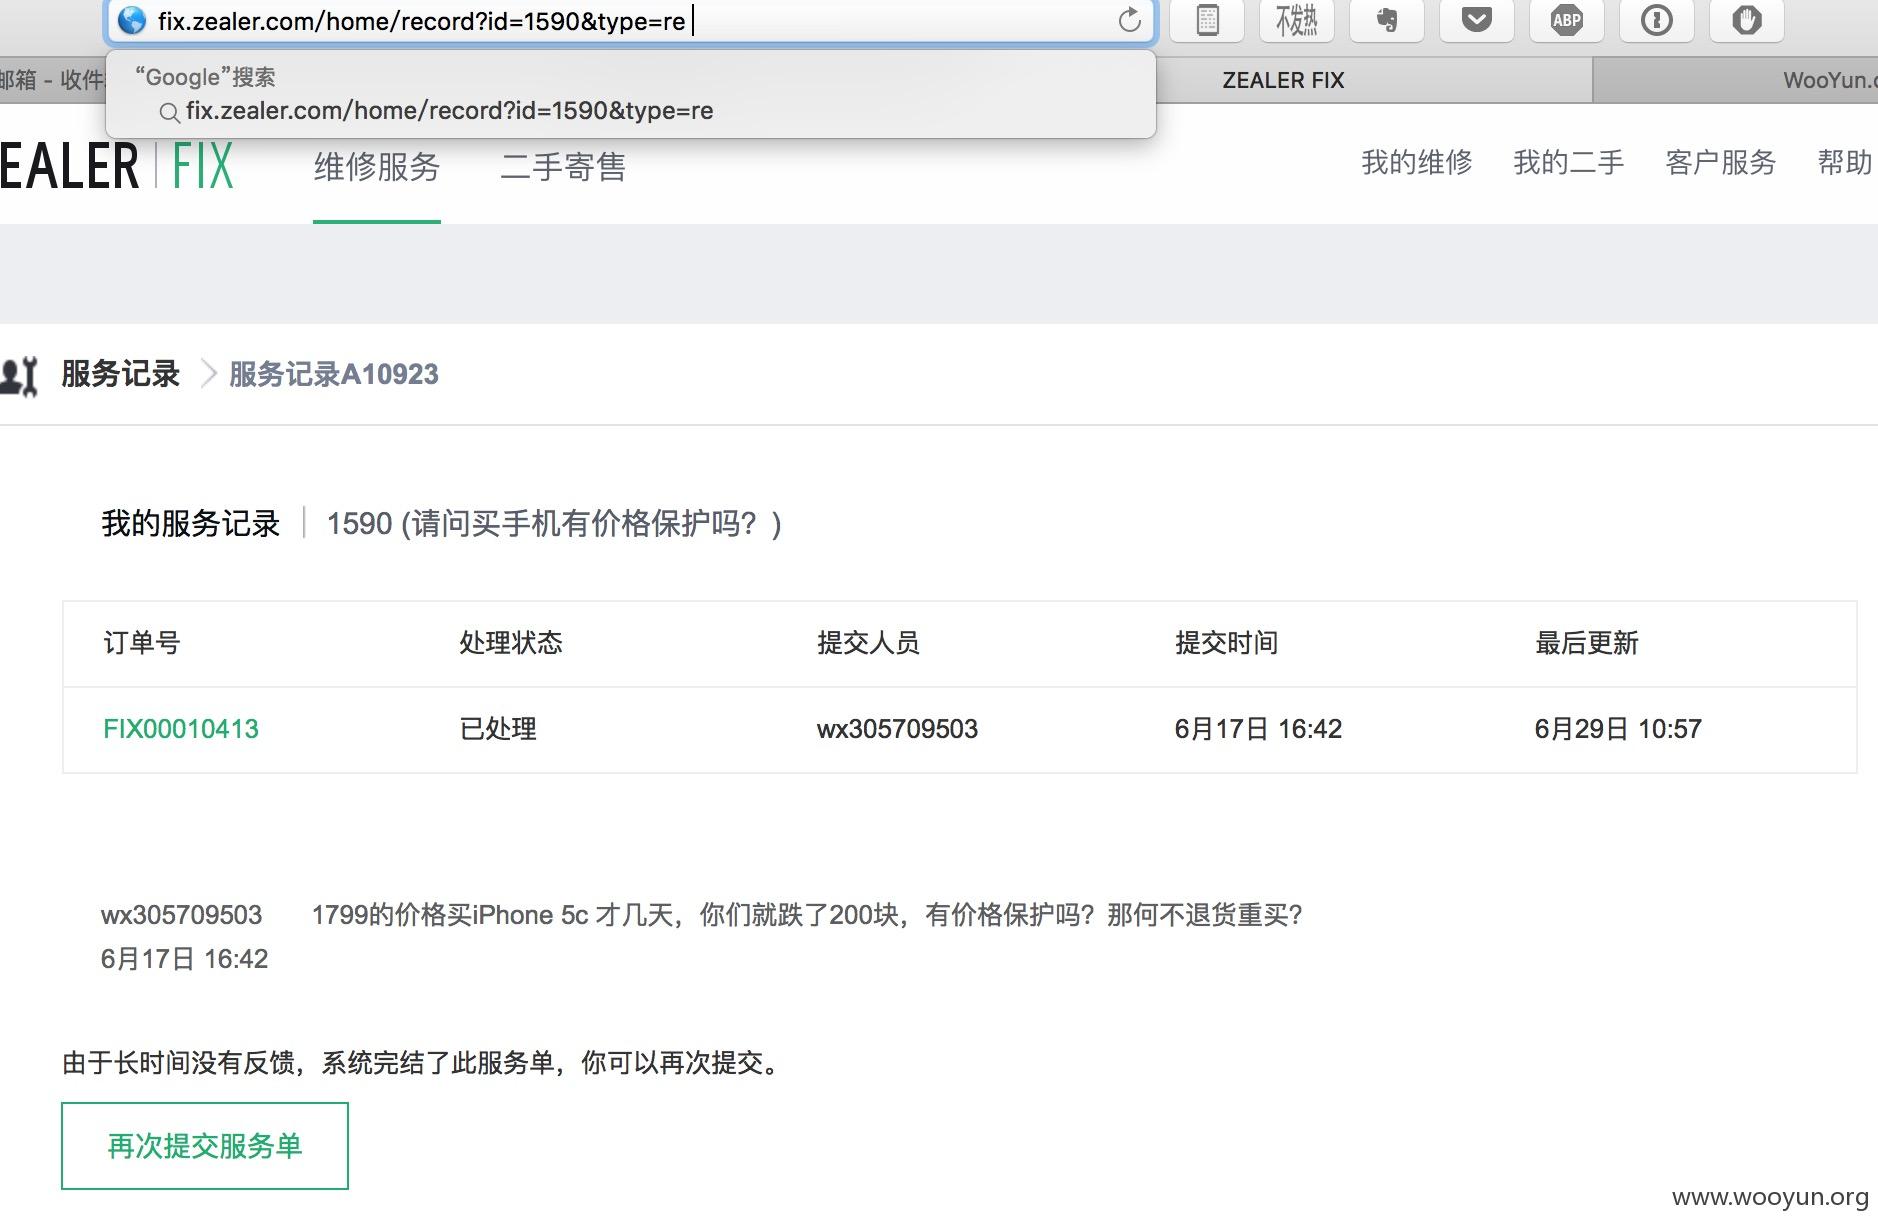 fix.zealer.com/home/record?id=1590&type=re
不发热
ABP
“Google”搜索
fix.zealer.com/home/record?id=1590&type=re
邮箱 - 收件
ZEALER FIX
WooYun.
EALER | FIX
维修服务
二手寄售
我的维修
我的二手
客户服务
帮助
服务记录
服务记录A10923
我的服务记录 | 1590 (请问买手机有价格保护吗？)
订单号 处理状态 提交人员 提交时间 最后更新
FIX00010413 已处理 wx305709503 6月17日 16:42 6月29日 10:57
wx305709503 1799的价格买iPhone 5c 才几天，你们就跌了200块，有价格保护吗？那何不退货重买？
6月17日 16:42
由于长时间没有反馈，系统完结了此服务单，你可以再次提交。
再次提交服务单
www.wooyun.org